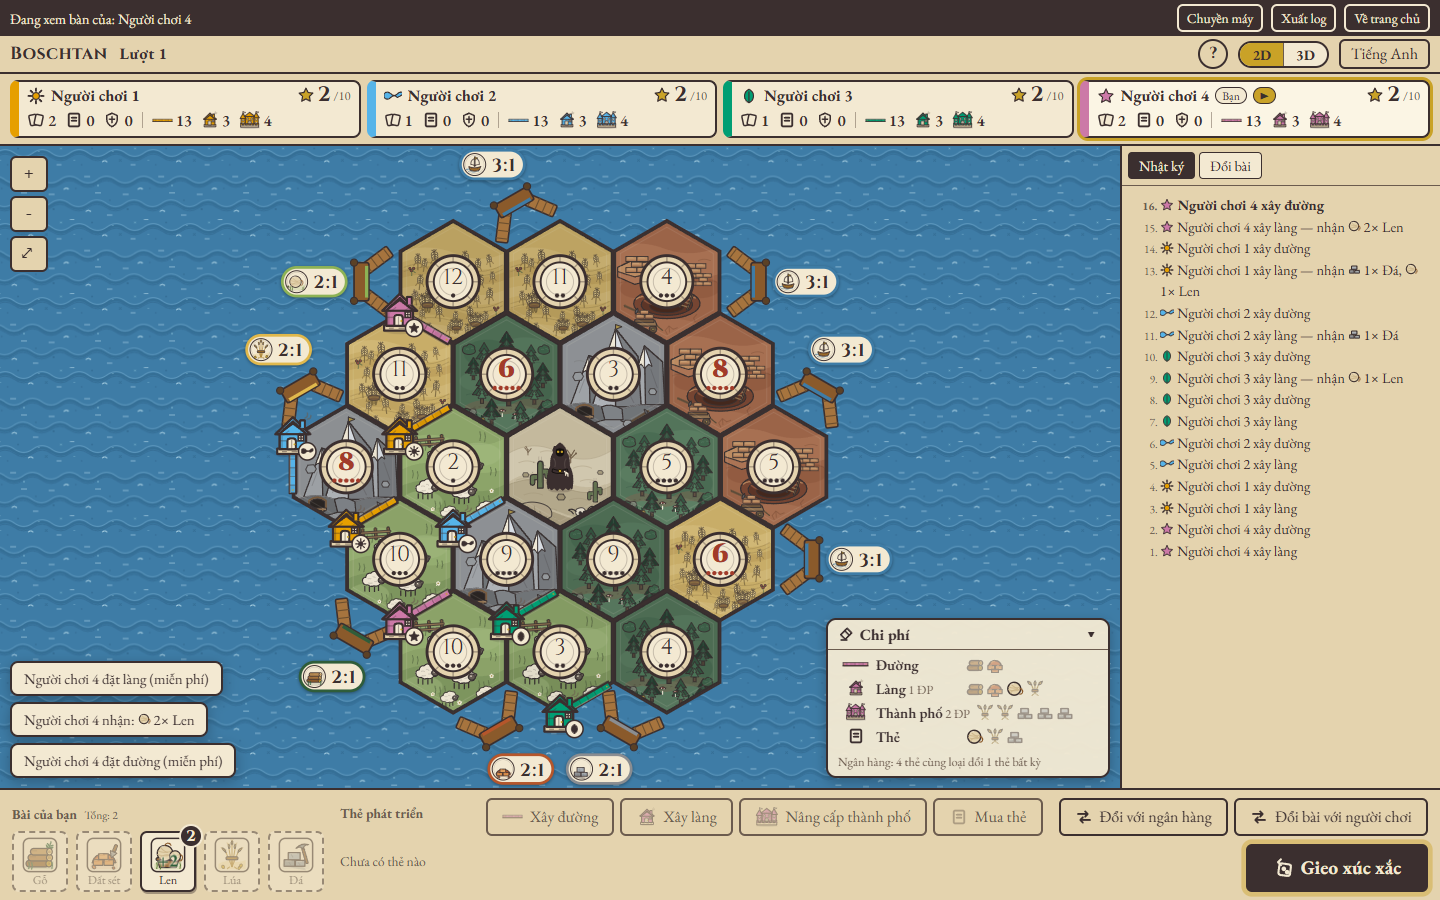 Đang xem bàn của: Người chơi 4
Chuyền máy
Xuất log
Về trang chủ
BOSCHTAN Lượt 1
?
2D
3D
Tiếng Anh
Người chơi 1
2 /10
2 0 0 13 3 4
Người chơi 2
2 /10
1 0 0 13 3 4
Người chơi 3
2 /10
1 0 0 13 3 4
Người chơi 4 Bạn
2 /10
2 0 0 13 3 4
+
-
3:1
2:1
12
11
4
3:1
2:1
11
6
3
8
3:1
8
2
5
5
10
9
9
6
3:1
10
3
4
2:1
2:1
2:1
Người chơi 4 đặt làng (miễn phí)
Người chơi 4 nhận: 2× Len
Người chơi 4 đặt đường (miễn phí)
Chi phí
Đường
Làng 1 ĐP
Thành phố 2 ĐP
Thẻ
Ngân hàng: 4 thẻ cùng loại đổi 1 thẻ bất kỳ
Nhật ký
Đổi bài
16. Người chơi 4 xây đường
15. Người chơi 4 xây làng — nhận 2× Len
14. Người chơi 1 xây đường
13. Người chơi 1 xây làng — nhận 1× Đá,
1× Len
12. Người chơi 2 xây đường
11. Người chơi 2 xây làng — nhận 1× Đá
10. Người chơi 3 xây đường
9. Người chơi 3 xây làng — nhận 1× Len
8. Người chơi 3 xây đường
7. Người chơi 3 xây làng
6. Người chơi 2 xây đường
5. Người chơi 2 xây làng
4. Người chơi 1 xây đường
3. Người chơi 1 xây làng
2. Người chơi 4 xây đường
1. Người chơi 4 xây làng
Bài của bạn Tổng: 2
Gỗ
Đất sét
2
Len
Lúa
Đá
Thẻ phát triển
Chưa có thẻ nào
Xây đường
Xây làng
Nâng cấp thành phố
Mua thẻ
Đổi với ngân hàng
Đổi bài với người chơi
Gieo xúc xắc